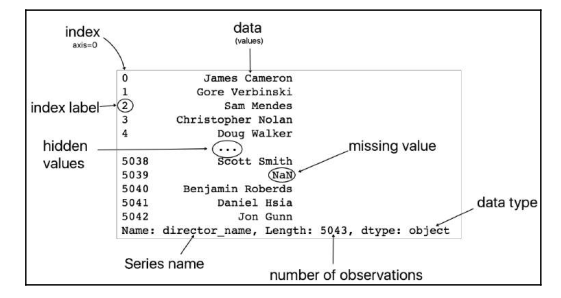 index
axis=0
data
(values)
0 James Cameron
1 Gore Verbinski
index label 2 Sam Mendes
3 Christopher Nolan
4 Doug Walker
hidden values
...
missing value
5038 Scott Smith
5039 NaN
5040 Benjamin Roberds
5041 Daniel Hsia
5042 Jon Gunn
data type
Name: director_name, Length: 5043, dtype: object
Series name
number of observations